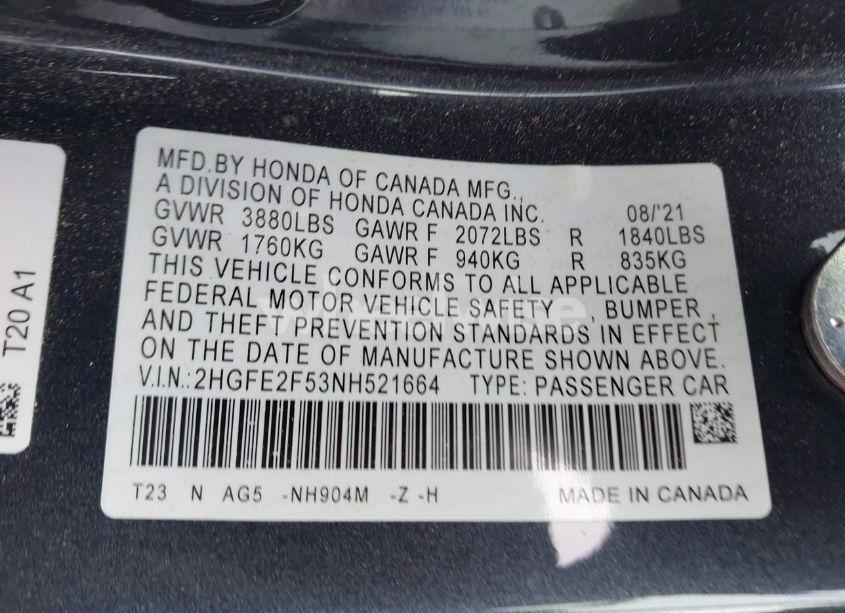 MFD.BY HONDA OF CANADA MFG.,
A DIVISION OF HONDA CANADA INC. 08/'21
GVWR 3880LBS GAWR F 2072LBS R 1840LBS
GVWR 1760KG GAWR F 940KG R 835KG
THIS VEHICLE CONFORMS TO ALL APPLICABLE
FEDERAL MOTOR VEHICLE SAFETY , BUMPER ,
AND THEFT PREVENTION STANDARDS IN EFFECT
ON THE DATE OF MANUFACTURE SHOWN ABOVE.
V.I.N.:2HGFE2F53NH521664 TYPE: PASSENGER CAR
T23 N AG5 -NH904M -Z -H MADE IN CANADA
T20 A1